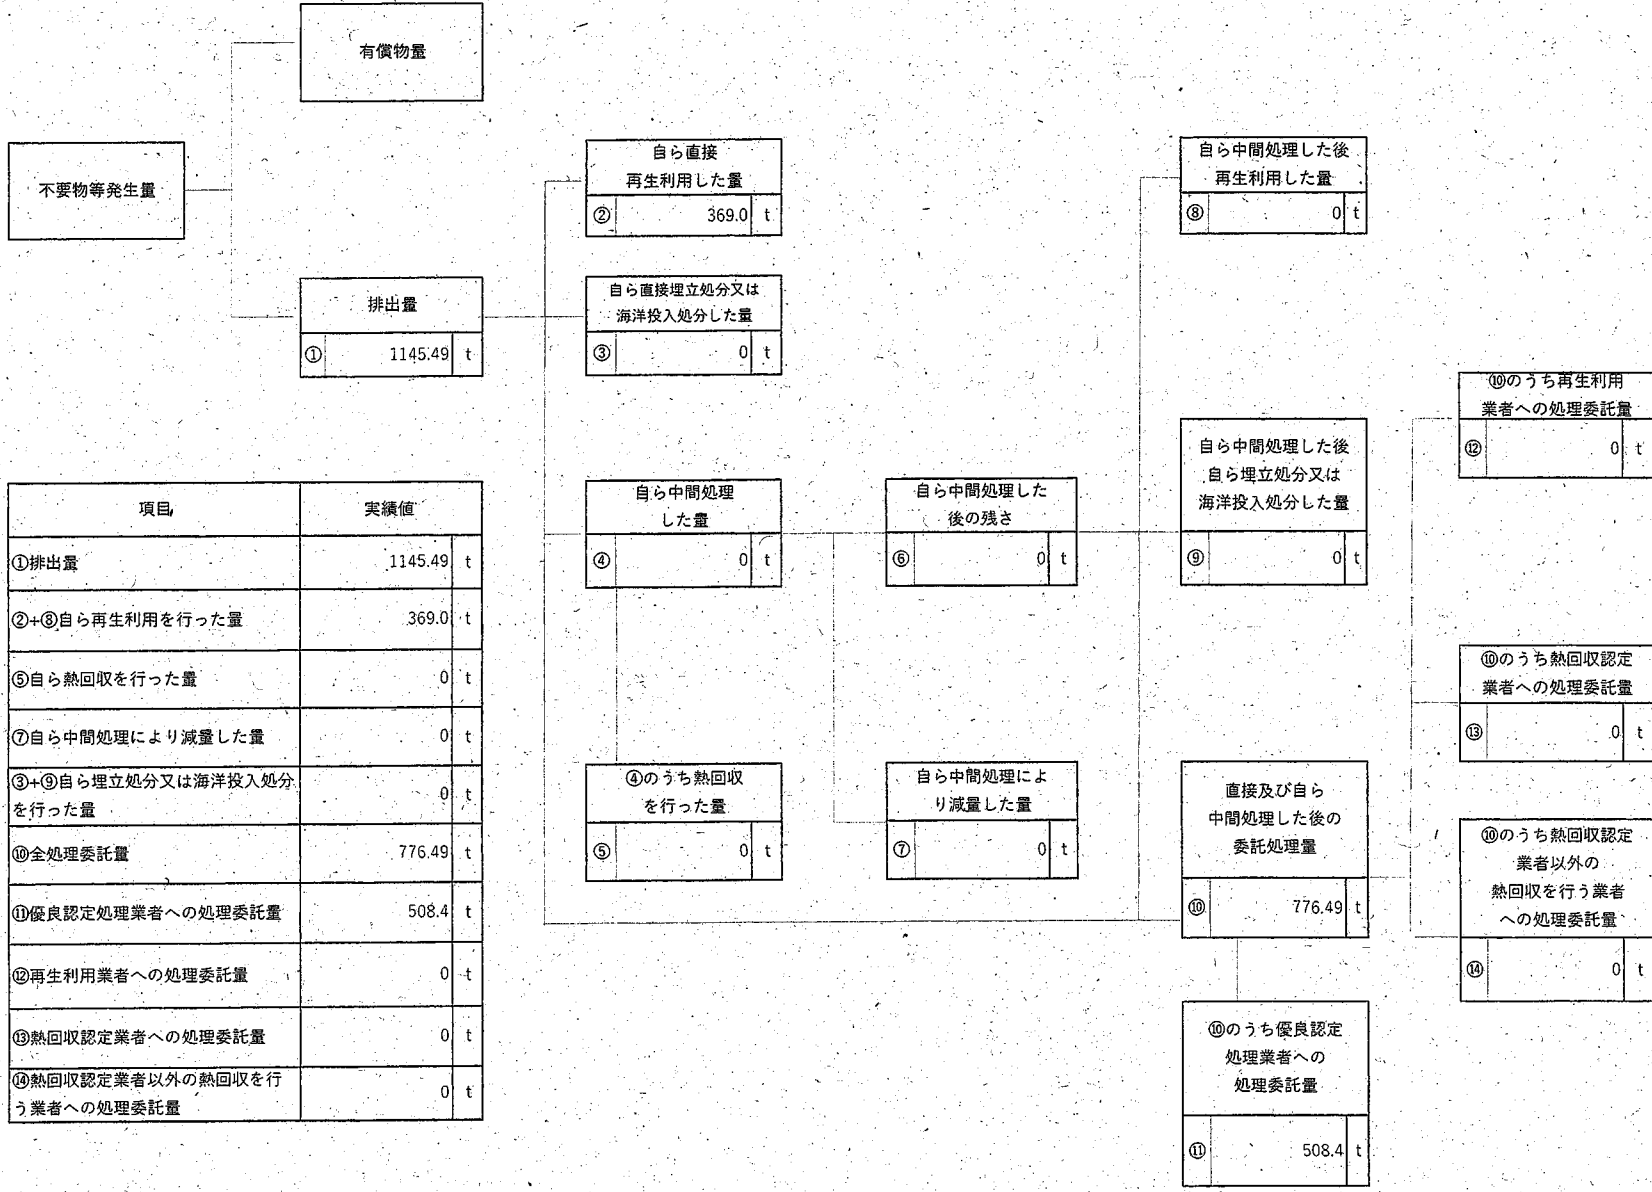 有償物量
不要物等発生量
排出量
① 1145.49 t
自ら直接
再生利用した量
② 369.0 t
自ら直接埋立処分又は
海洋投入処分した量
③ 0 t
自ら中間処理
した量
④ 0 t
④のうち熱回収
を行った量
⑤ 0 t
自ら中間処理した
後の残さ
⑥ 0 t
自ら中間処理によ
り減量した量
⑦ 0 t
自ら中間処理した後
再生利用した量
⑧ 0 t
自ら中間処理した後
自ら埋立処分又は
海洋投入処分した量
⑨ 0 t
直接及び自ら
中間処理した後の
委託処理量
⑩ 776.49 t
⑩のうち優良認定
処理業者への
処理委託量
⑪ 508.4 t
⑩のうち再生利用
業者への処理委託量
⑫ 0 t
⑩のうち熱回収認定
業者への処理委託量
⑬ 0 t
⑩のうち熱回収認定
業者以外の
熱回収を行う業者
への処理委託量
⑭ 0 t
項目 実績値
①排出量 1145.49 t
②+⑧自ら再生利用を行った量 369.0 t
⑤自ら熱回収を行った量 0 t
⑦自ら中間処理により減量した量 0 t
③+⑨自ら埋立処分又は海洋投入処分
を行った量 0 t
⑩全処理委託量 776.49 t
⑪優良認定処理業者への処理委託量 508.4 t
⑫再生利用業者への処理委託量 0 t
⑬熱回収認定業者への処理委託量 0 t
⑭熱回収認定業者以外の熱回収を行
う業者への処理委託量 0 t